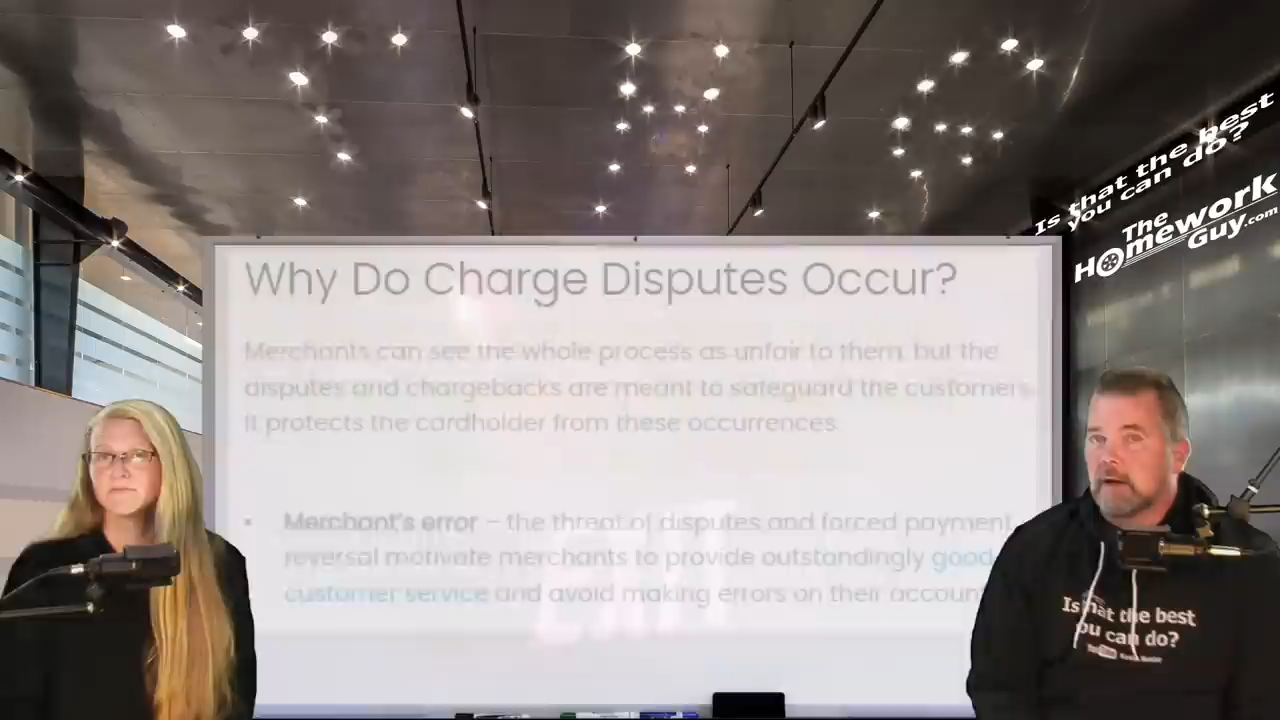 Is that the best
you can do?
The
Homework
Guy.com
Why Do Charge Disputes Occur?
Merchants can see the whole process as unfair to them, but the
disputes and chargebacks are meant to safeguard the customers.
It protects the cardholder from these occurrences.
• Merchant's error – the threat of disputes and forced payment
reversal motivate merchants to provide outstandingly good
customer service and avoid making errors on their
Is that the best
ou can do?